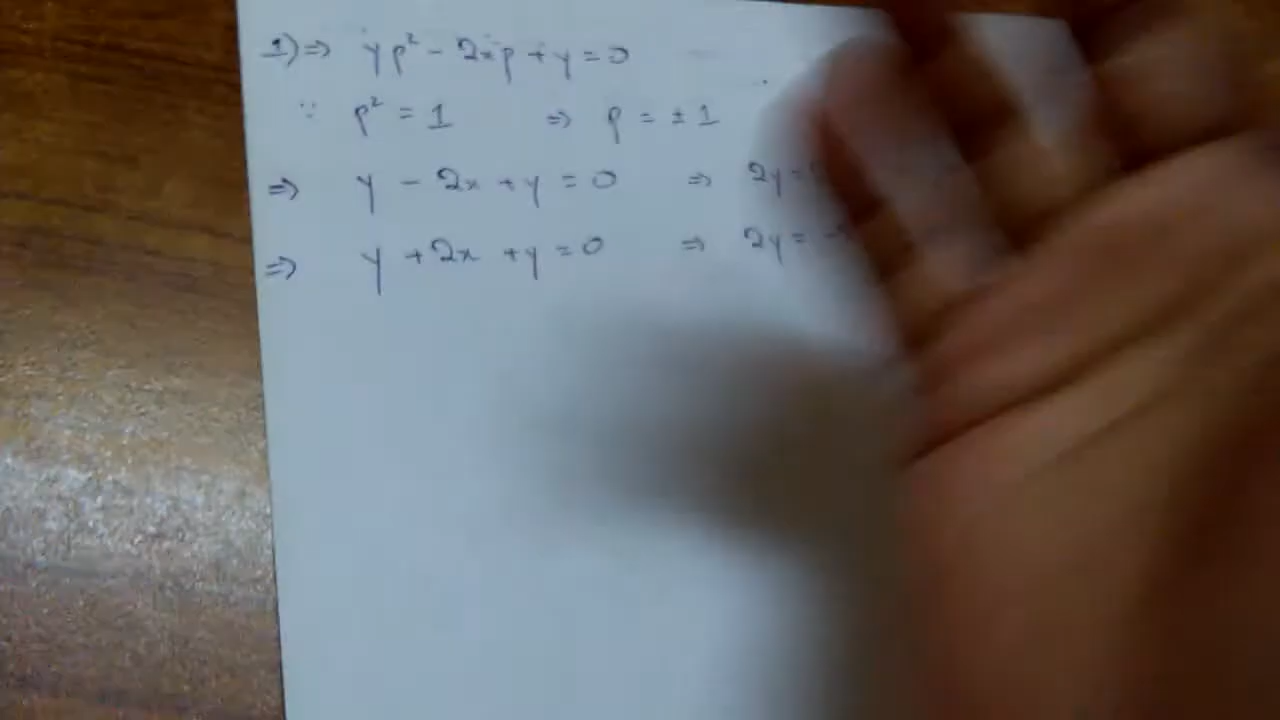 1) ⇒ yp² - 2xp + y = 0
∵ p² = 1 ⇒ p = ± 1
⇒ y - 2x + y = 0 ⇒ 2y =
⇒ y + 2x + y = 0 ⇒ 2y = -